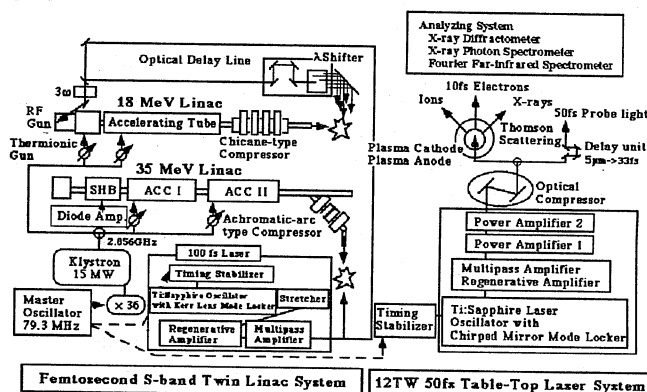 Analyzing System
X-ray Diffractometer
X-ray Photon Spectrometer
Fourier Far-Infrared Spectrometer
Optical Delay Line
λShifter
3ω
10fs Electrons
Ions
X-rays
50fs Probe light
RF
Gun
18 MeV Linac
Accelerating Tube
Chicane-type
Compressor
Thermionic
Gun
Thomson
Scattering
Plasma Cathode
Plasma Anode
Delay unit
5μm->33fs
35 MeV Linac
SHB
ACC I
ACC II
Diode Amp.
Achromatic-arc
type Compressor
Optical
Compressor
2.856GHz
Klystron
15 MW
100 fs Laser
Timing Stabilizer
Ti:Sapphire Oscillator
with Kerr Lens Mode Locker
Stretcher
Regenerative
Amplifier
Multipass
Amplifier
Master
Oscillator
79.3 MHz
× 36
Timing
Stabilizer
Power Amplifier 2
Power Amplifier 1
Multipass Amplifier
Regenerative Amplifier
Ti:Sapphire Laser
Oscillator with
Chirped Mirror Mode Locker
Femtosecond S-band Twin Linac System
12TW 50fs Table-Top Laser System